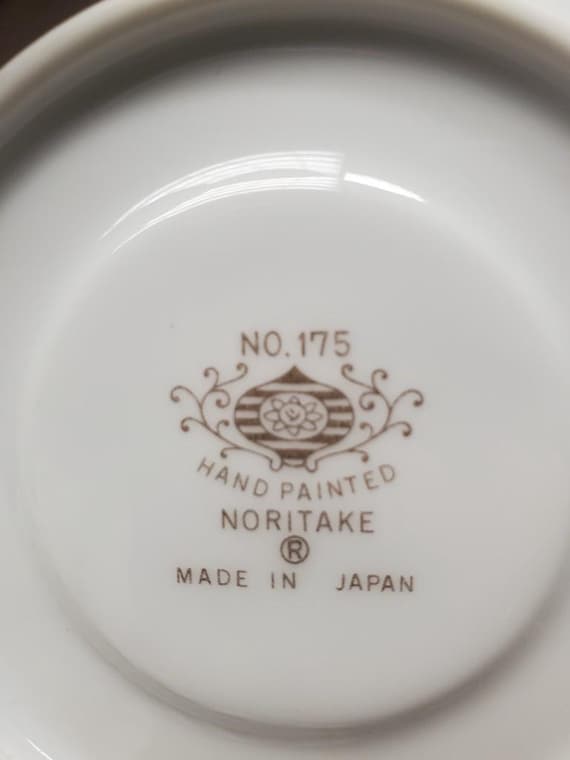 NO. 175
HAND PAINTED
NORITAKE
®
MADE IN JAPAN